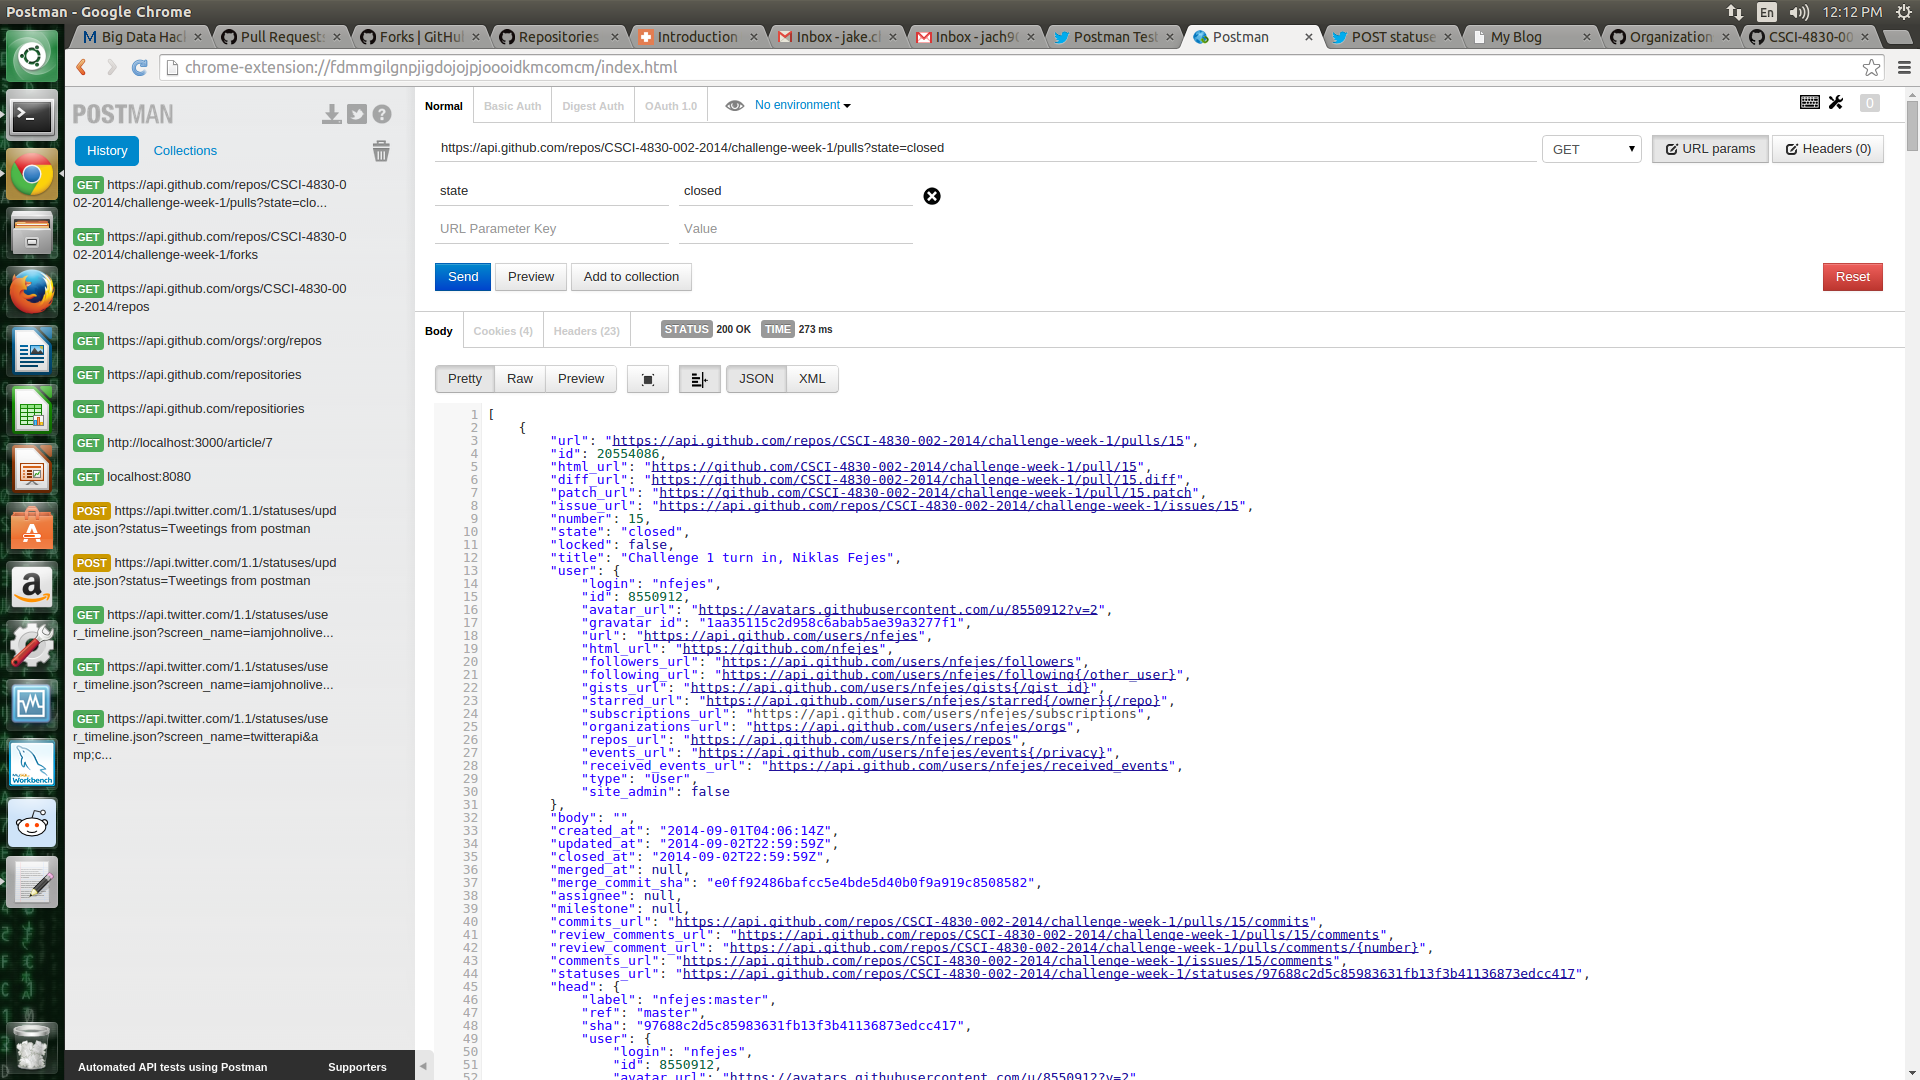 Postman - Google Chrome
En
12:12 PM
Big Data Hac
Pull Request
Forks | GitHu
Repositories
Introduction
Inbox - jake.c
Inbox - jach90
Postman Test
Postman
POST statuse
My Blog
Organization
CSCI-4830-00
chrome-extension://fdmmgilgnpjigdojojpjoooidkmcomcm/index.html
POSTMAN
History
Collections
GET https://api.github.com/repos/CSCI-4830-0
02-2014/challenge-week-1/pulls?state=clo...
GET https://api.github.com/repos/CSCI-4830-0
02-2014/challenge-week-1/forks
GET https://api.github.com/orgs/CSCI-4830-00
2-2014/repos
GET https://api.github.com/orgs/:org/repos
GET https://api.github.com/repositories
GET https://api.github.com/repositiories
GET http://localhost:3000/article/7
GET localhost:8080
POST https://api.twitter.com/1.1/statuses/upd
ate.json?status=Tweetings from postman
POST https://api.twitter.com/1.1/statuses/upd
ate.json?status=Tweetings from postman
GET https://api.twitter.com/1.1/statuses/use
r_timeline.json?screen_name=iamjohnolive...
GET https://api.twitter.com/1.1/statuses/use
r_timeline.json?screen_name=iamjohnolive...
GET https://api.twitter.com/1.1/statuses/use
r_timeline.json?screen_name=twitterapi&a
mp;c...
Automated API tests using Postman
Supporters
Normal
Basic Auth
Digest Auth
OAuth 1.0
No environment
0
https://api.github.com/repos/CSCI-4830-002-2014/challenge-week-1/pulls?state=closed
GET
URL params
Headers (0)
state
closed
URL Parameter Key
Value
Send
Preview
Add to collection
Reset
Body
Cookies (4)
Headers (23)
STATUS 200 OK
TIME 273 ms
Pretty
Raw
Preview
JSON
XML
1 [
2 {
3 "url": "https://api.github.com/repos/CSCI-4830-002-2014/challenge-week-1/pulls/15",
4 "id": 20554086,
5 "html_url": "https://github.com/CSCI-4830-002-2014/challenge-week-1/pull/15",
6 "diff_url": "https://github.com/CSCI-4830-002-2014/challenge-week-1/pull/15.diff",
7 "patch_url": "https://github.com/CSCI-4830-002-2014/challenge-week-1/pull/15.patch",
8 "issue_url": "https://api.github.com/repos/CSCI-4830-002-2014/challenge-week-1/issues/15",
9 "number": 15,
10 "state": "closed",
11 "locked": false,
12 "title": "Challenge 1 turn in, Niklas Fejes",
13 "user": {
14 "login": "nfejes",
15 "id": 8550912,
16 "avatar_url": "https://avatars.githubusercontent.com/u/8550912?v=2",
17 "gravatar_id": "1aa35115c2d958c6abab5ae39a3277f1",
18 "url": "https://api.github.com/users/nfejes",
19 "html_url": "https://github.com/nfejes",
20 "followers_url": "https://api.github.com/users/nfejes/followers",
21 "following_url": "https://api.github.com/users/nfejes/following{/other_user}",
22 "gists_url": "https://api.github.com/users/nfejes/gists{/gist_id}",
23 "starred_url": "https://api.github.com/users/nfejes/starred{/owner}{/repo}",
24 "subscriptions_url": "https://api.github.com/users/nfejes/subscriptions",
25 "organizations_url": "https://api.github.com/users/nfejes/orgs",
26 "repos_url": "https://api.github.com/users/nfejes/repos",
27 "events_url": "https://api.github.com/users/nfejes/events{/privacy}",
28 "received_events_url": "https://api.github.com/users/nfejes/received_events",
29 "type": "User",
30 "site_admin": false
31 },
32 "body": "",
33 "created_at": "2014-09-01T04:06:14Z",
34 "updated_at": "2014-09-02T22:59:59Z",
35 "closed_at": "2014-09-02T22:59:59Z",
36 "merged_at": null,
37 "merge_commit_sha": "e0ff92486bafcc5e4bde5d40b0f9a919c8508582",
38 "assignee": null,
39 "milestone": null,
40 "commits_url": "https://api.github.com/repos/CSCI-4830-002-2014/challenge-week-1/pulls/15/commits",
41 "review_comments_url": "https://api.github.com/repos/CSCI-4830-002-2014/challenge-week-1/pulls/15/comments",
42 "review_comment_url": "https://api.github.com/repos/CSCI-4830-002-2014/challenge-week-1/pulls/comments/{number}",
43 "comments_url": "https://api.github.com/repos/CSCI-4830-002-2014/challenge-week-1/issues/15/comments",
44 "statuses_url": "https://api.github.com/repos/CSCI-4830-002-2014/challenge-week-1/statuses/97688c2d5c85983631fb13f3b41136873edcc417",
45 "head": {
46 "label": "nfejes:master",
47 "ref": "master",
48 "sha": "97688c2d5c85983631fb13f3b41136873edcc417",
49 "user": {
50 "login": "nfejes",
51 "id": 8550912,
52 "avatar_url": "https://avatars.githubusercontent.com/u/8550912?v=2"